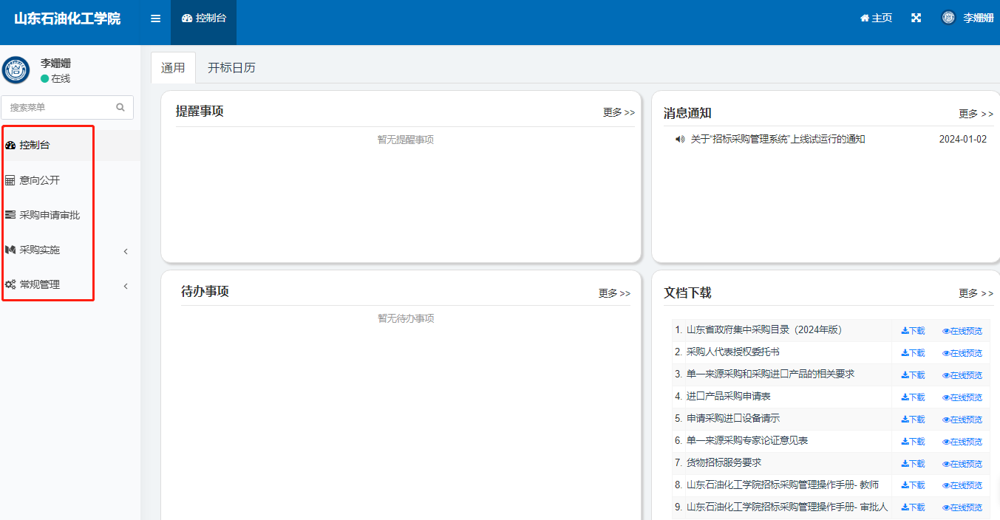 山东石油化工学院
控制台
主页
李姗姗
李姗姗
在线
搜索菜单
控制台
意向公开
采购申请审批
采购实施
常规管理
通用
开标日历
提醒事项
更多 >>
暂无提醒事项
消息通知
更多 >>
关于“招标采购管理系统”上线试运行的通知
2024-01-02
待办事项
更多 >>
暂无待办事项
文档下载
更多 >>
1. 山东省政府集中采购目录（2024年版） 下载 在线预览
2. 采购人代表授权委托书 下载 在线预览
3. 单一来源采购和采购进口产品的相关要求 下载 在线预览
4. 进口产品采购申请表 下载 在线预览
5. 申请采购进口设备请示 下载 在线预览
6. 单一来源采购专家论证意见表 下载 在线预览
7. 货物招标服务要求 下载 在线预览
8. 山东石油化工学院招标采购管理操作手册- 教师 下载 在线预览
9. 山东石油化工学院招标采购管理操作手册- 审批人 下载 在线预览